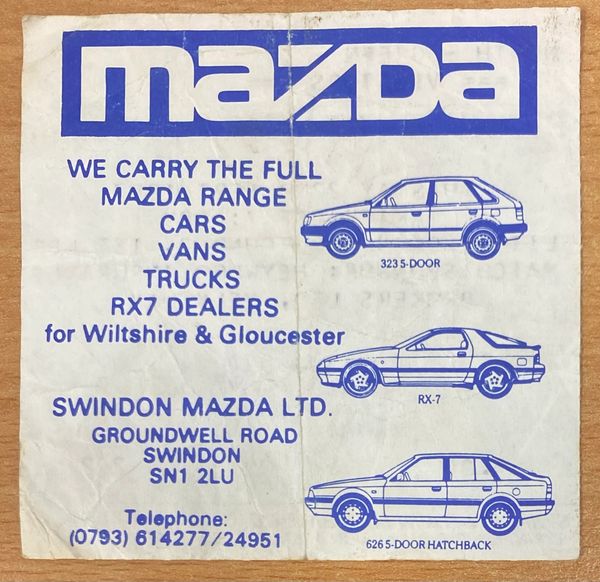 mazda
WE CARRY THE FULL
MAZDA RANGE
CARS
VANS
TRUCKS
RX7 DEALERS
for Wiltshire & Gloucester
323 5-DOOR
RX-7
SWINDON MAZDA LTD.
GROUNDWELL ROAD
SWINDON
SN1 2LU
Telephone:
(0793) 614277/24951
626 5-DOOR HATCHBACK